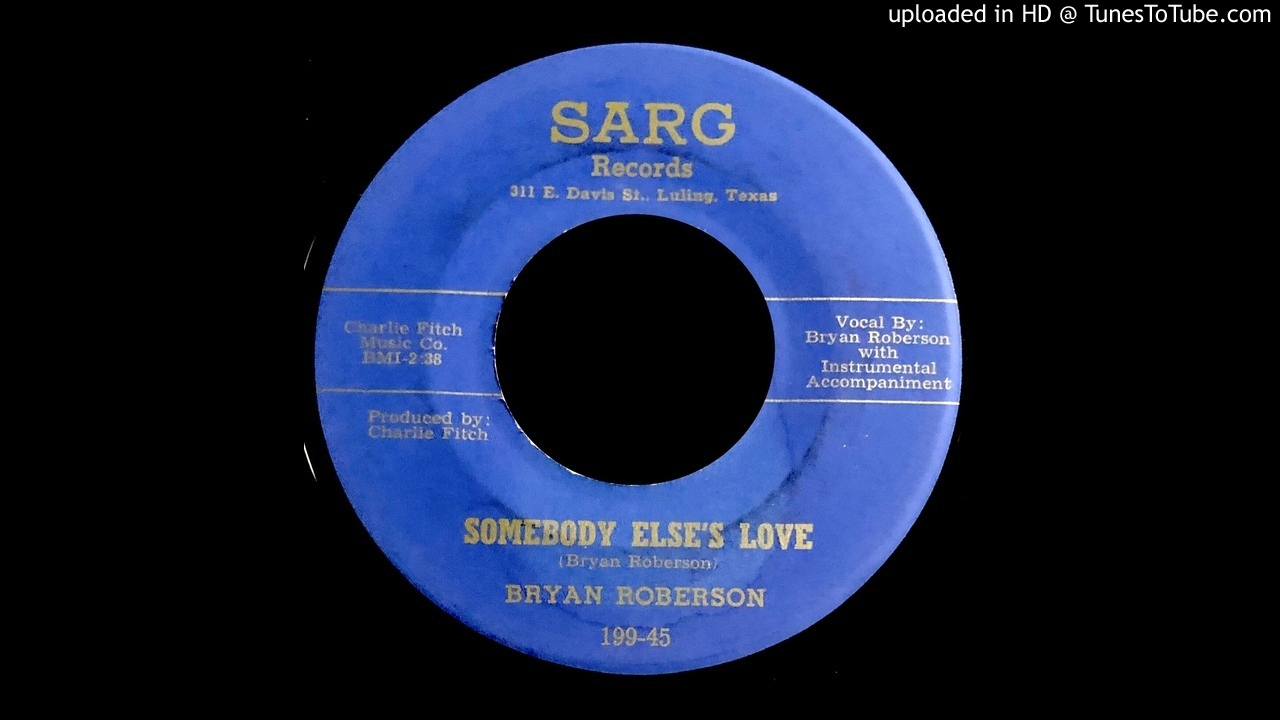 uploaded in HD @ TunesToTube.com
SARG
Records
311 E. Davis St., Luling, Texas
Charlie Fitch
Music Co.
BMI-2:38
Produced by:
Charlie Fitch
Vocal By:
Bryan Roberson
with
Instrumental
Accompaniment
SOMEBODY ELSE'S LOVE
(Bryan Roberson)
BRYAN ROBERSON
199-45